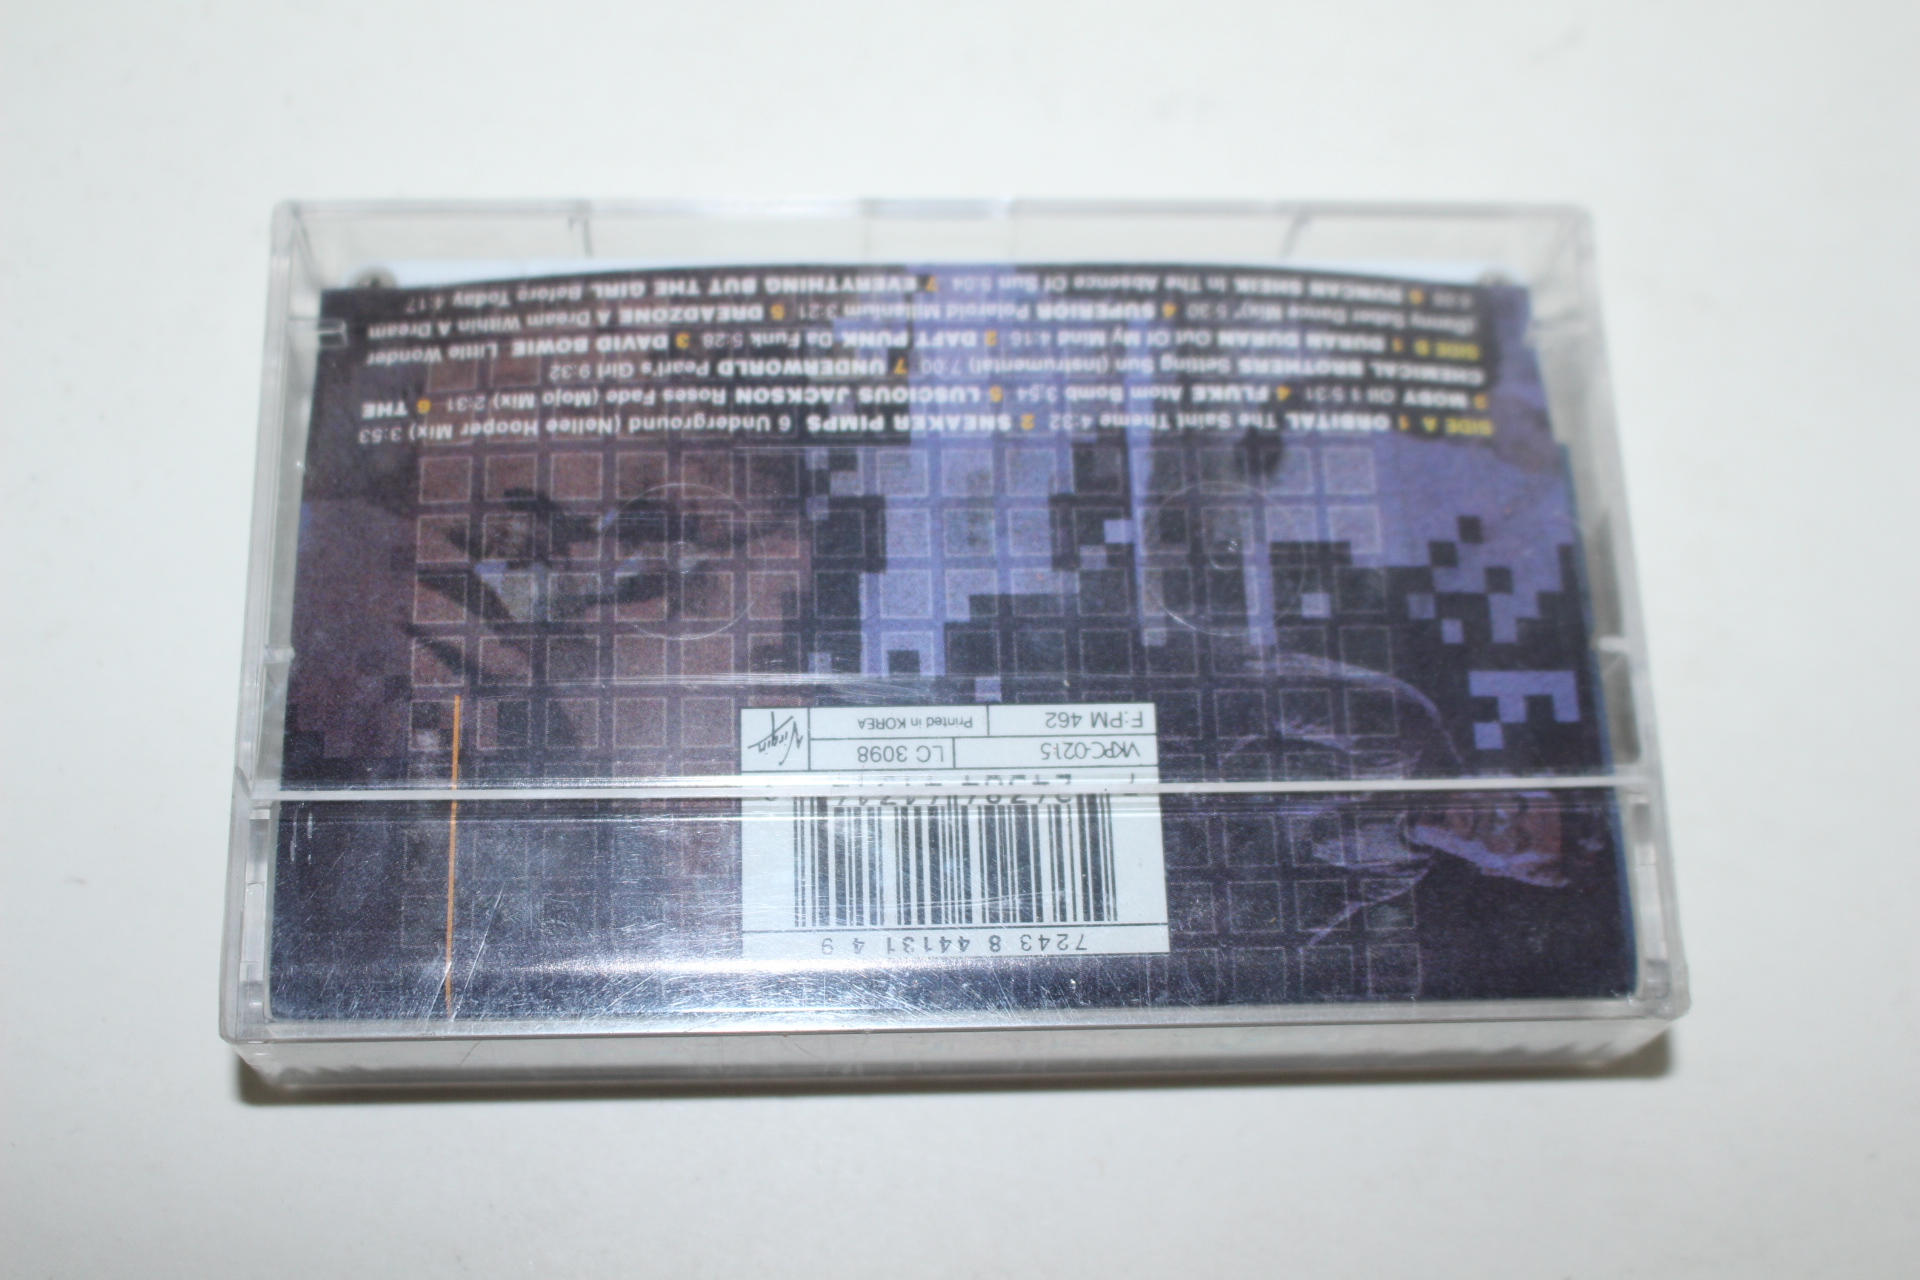 SIDE A 1 ORBITAL The Saint Theme 4:32 2 SNEAKER PIMPS 6 Underground (Nellee Hooper Mix) 3:53
3 MOBY Oil 1 5:31 4 FLUKE Atom Bomb 3:54 5 LUSCIOUS JACKSON Roses Fade (Mojo Mix) 2:31 6 THE
CHEMICAL BROTHERS Setting Sun (Instrumental) 7:00 7 UNDERWORLD Pearl's Girl 9:32
SIDE B 1 DURAN DURAN Out Of My Mind 4:16 2 DAFT PUNK Da Funk 5:28 3 DAVID BOWIE Little Wonder
(Danny Saber Dance Mix) 5:30 4 SUPERIOR Polaroid Millenium 3:21 5 DREADZONE A Dream Within A Dream
6 DUNCAN SHEIK In The Absence Of Sun 5:04 7 EVERYTHING BUT THE GIRL Before Today 4:17
7243 8 44131 4 9
VKPC-0215 LC 3098
F:PM 462 Printed in KOREA
Virgin